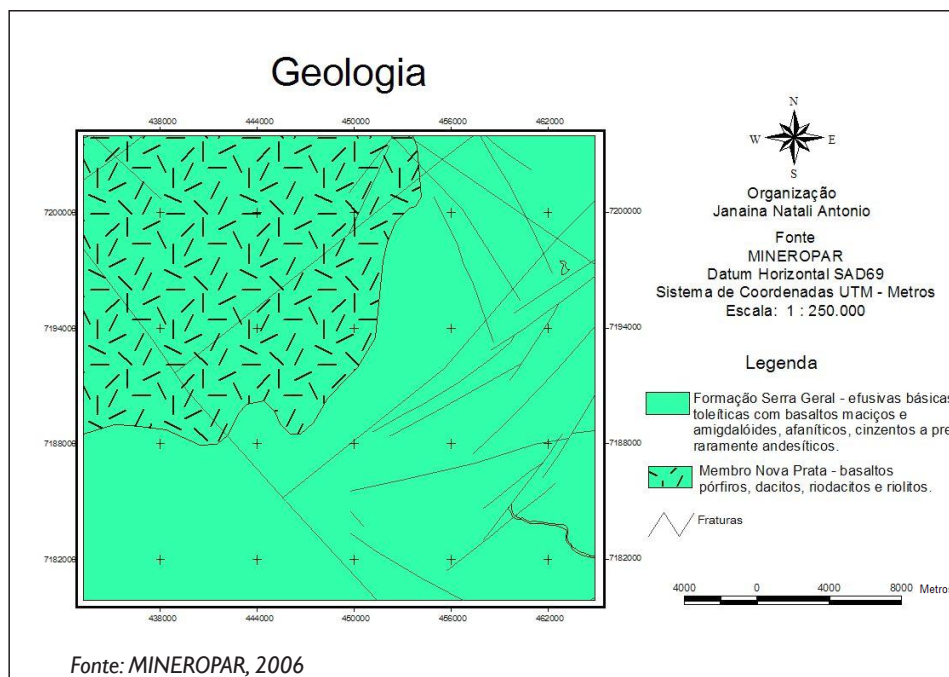 Geologia
438000 444000 450000 456000 462000
7200000 7200000
7194000 7194000
7188000 7188000
7182000 7182000
438000 444000 450000 456000 462000
N
W E
S
Organização
Janaina Natali Antonio
Fonte
MINEROPAR
Datum Horizontal SAD69
Sistema de Coordenadas UTM - Metros
Escala: 1 : 250.000
Legenda
Formação Serra Geral - efusivas básicas
toleíticas com basaltos maciços e
amigdalóides, afaníticos, cinzentos a pre
raramente andesíticos.
Membro Nova Prata - basaltos
pórfiros, dacitos, riodacitos e riolitos.
Fraturas
4000 0 4000 8000 Metros
Fonte: MINEROPAR, 2006